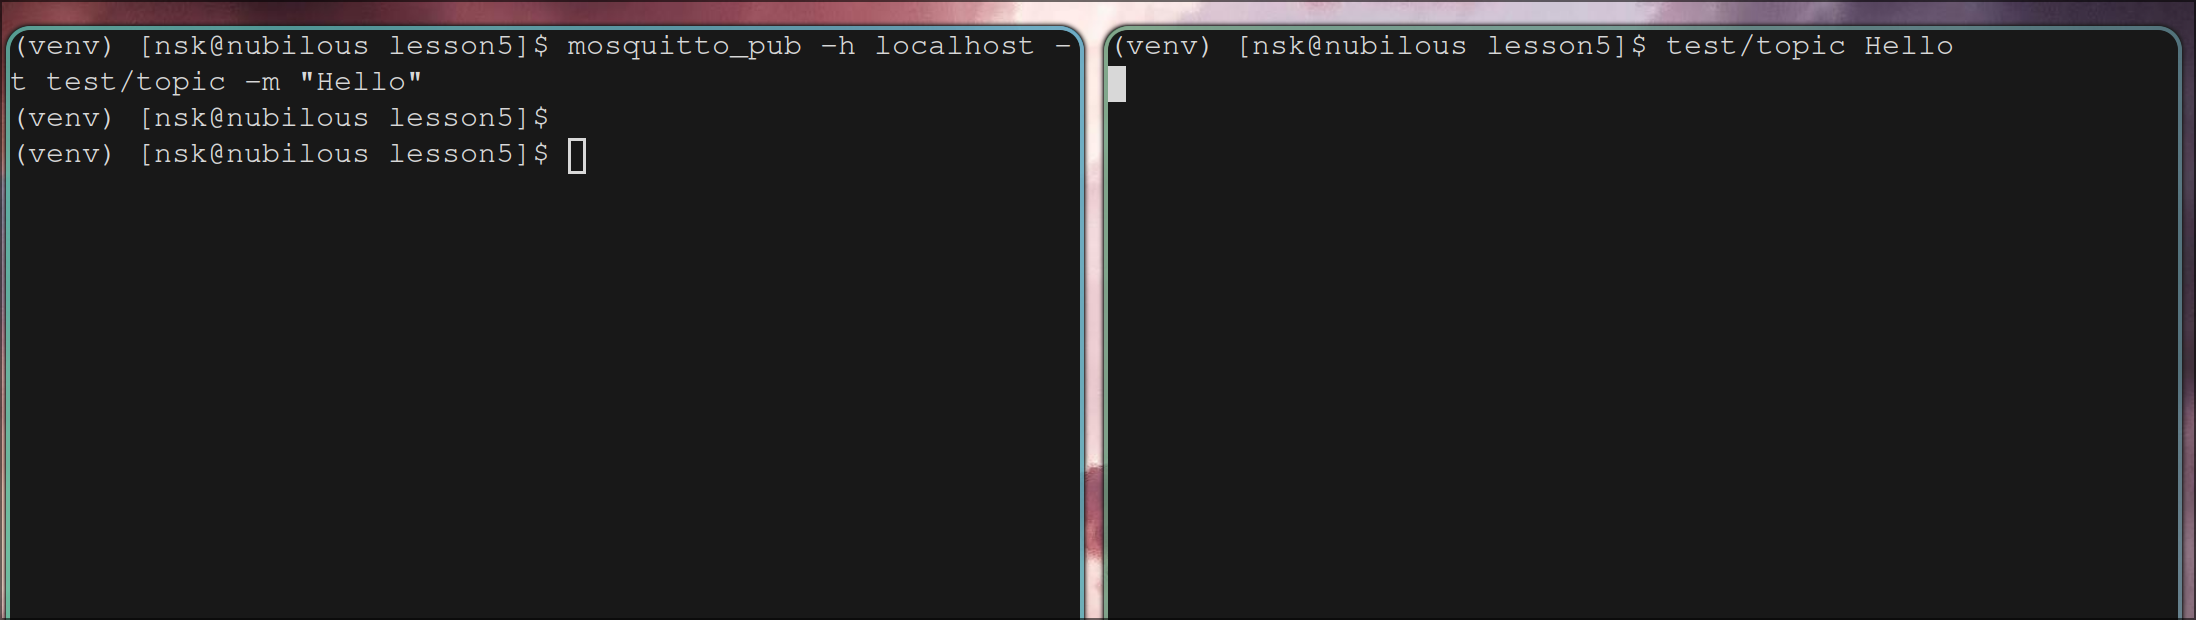 (venv) [nsk@nubilous lesson5]$ mosquitto_pub -h localhost -
t test/topic -m "Hello"
(venv) [nsk@nubilous lesson5]$
(venv) [nsk@nubilous lesson5]$
(venv) [nsk@nubilous lesson5]$ test/topic Hello